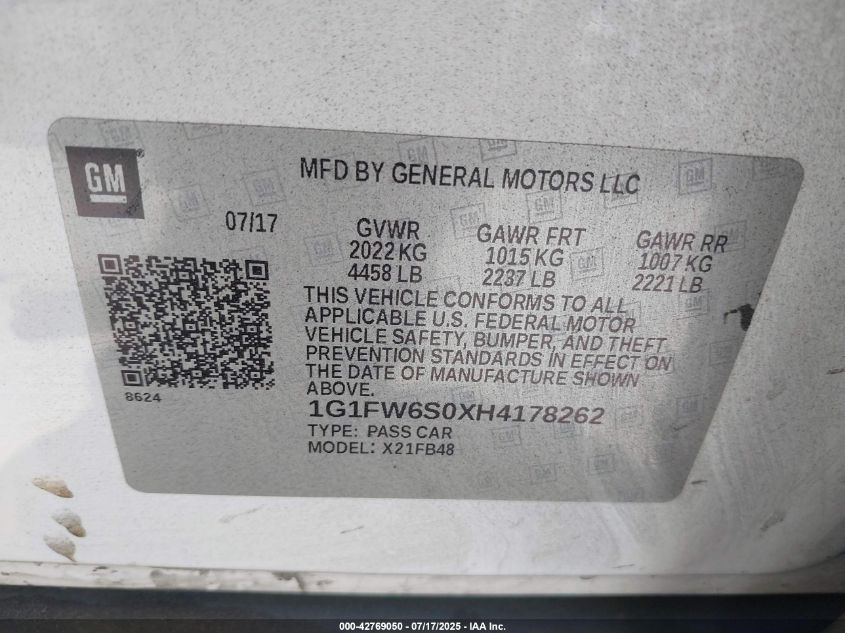 GM
MFD BY GENERAL MOTORS LLC
07/17
GVWR
2022 KG
4458 LB
GAWR FRT
1015 KG
2237 LB
GAWR RR
1007 KG
2221 LB
THIS VEHICLE CONFORMS TO ALL
APPLICABLE U.S. FEDERAL MOTOR
VEHICLE SAFETY, BUMPER, AND THEFT
PREVENTION STANDARDS IN EFFECT ON
THE DATE OF MANUFACTURE SHOWN
ABOVE.
8624
1G1FW6S0XH4178262
TYPE: PASS CAR
MODEL: X21FB48
000-42769050 - 07/17/2025 - IAA Inc.